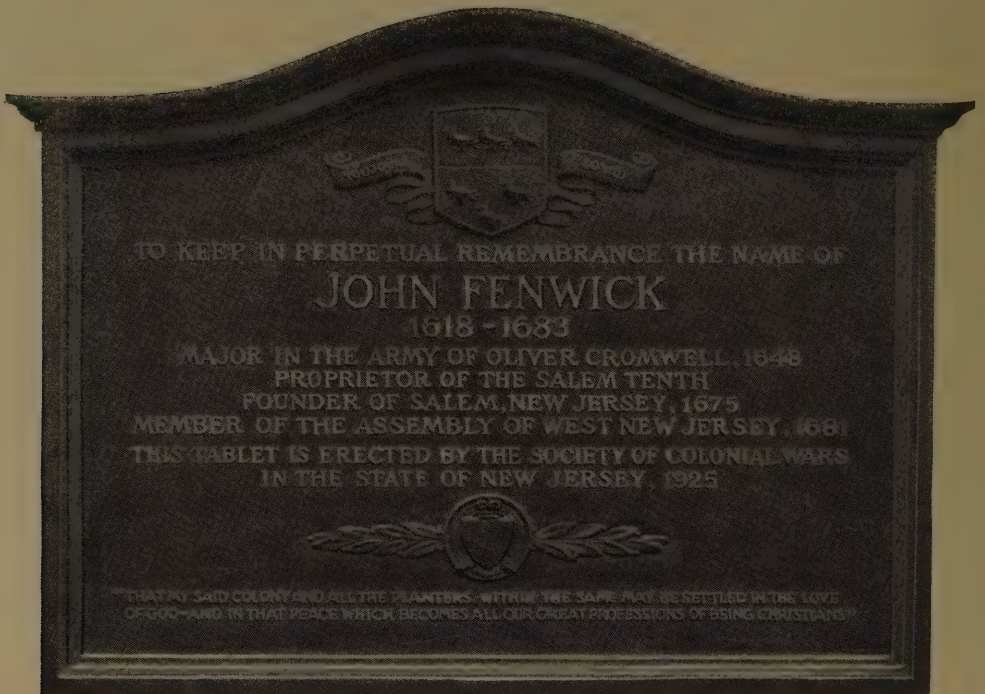 TO KEEP IN PERPETUAL REMEMBRANCE THE NAME OF
JOHN FENWICK
1618-1683
MAJOR IN THE ARMY OF OLIVER CROMWELL, 1648
PROPRIETOR OF THE SALEM TENTH
FOUNDER OF SALEM, NEW JERSEY, 1675
MEMBER OF THE ASSEMBLY OF WEST NEW JERSEY, 1681
THIS TABLET IS ERECTED BY THE SOCIETY OF COLONIAL WARS
IN THE STATE OF NEW JERSEY, 1925
"THAT MY SAID COLONY AND ALL THE PLANTERS WITHIN THE SAME MAY BE SETTLED IN THE LOVE
OF GOD—AND IN THAT PEACE WHICH BECOMES ALL OUR GREAT PROFESSIONS OF BEING CHRISTIANS"